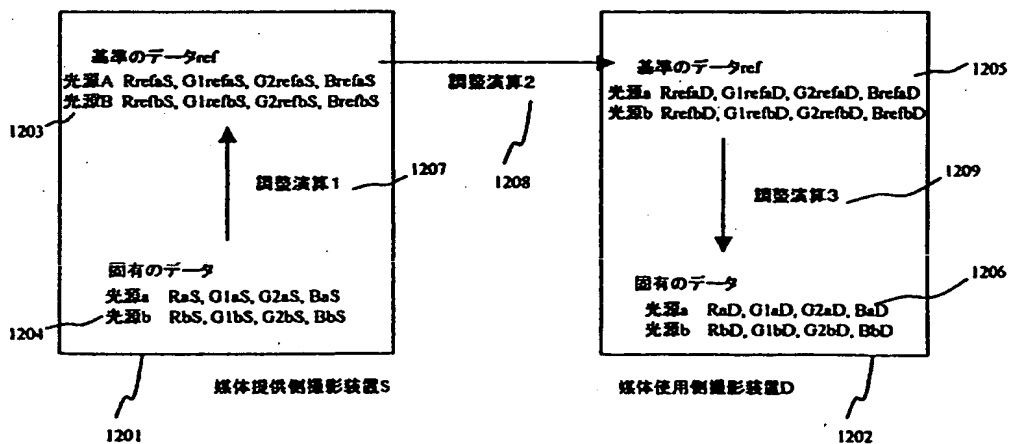 基準のデータref
光源A RrefaS, G1refaS, G2refaS, BrefaS
光源B RrefbS, G1refbS, G2refbS, BrefbS
1203
調整演算1
1207
固有のデータ
光源a RaS, G1aS, G2aS, BaS
光源b RbS, G1bS, G2bS, BbS
1204
媒体提供側撮影装置S
1201
調整演算2
1208
基準のデータref
光源a RrefaD, G1refaD, G2refaD, BrefaD
光源b RrefbD, G1refbD, G2refbD, BrefbD
1205
調整演算3
1209
固有のデータ
光源a RaD, G1aD, G2aD, BaD
光源b RbD, G1bD, G2bD, BbD
1206
媒体使用側撮影装置D
1202